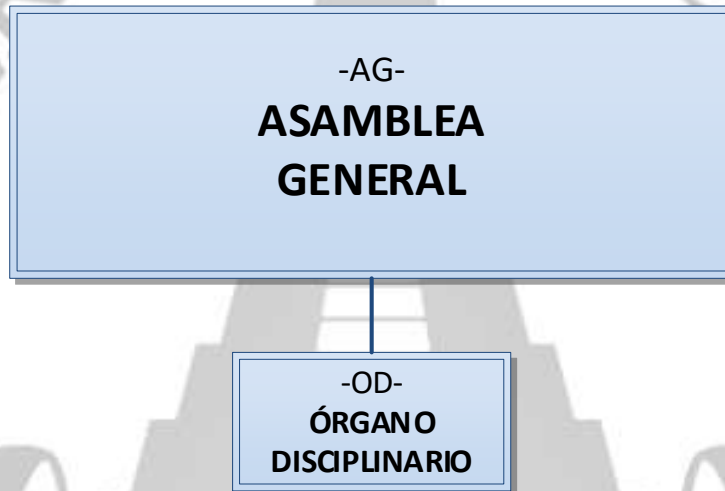 -AG-
ASAMBLEA
GENERAL
-OD-
ÓRGANO
DISCIPLINARIO